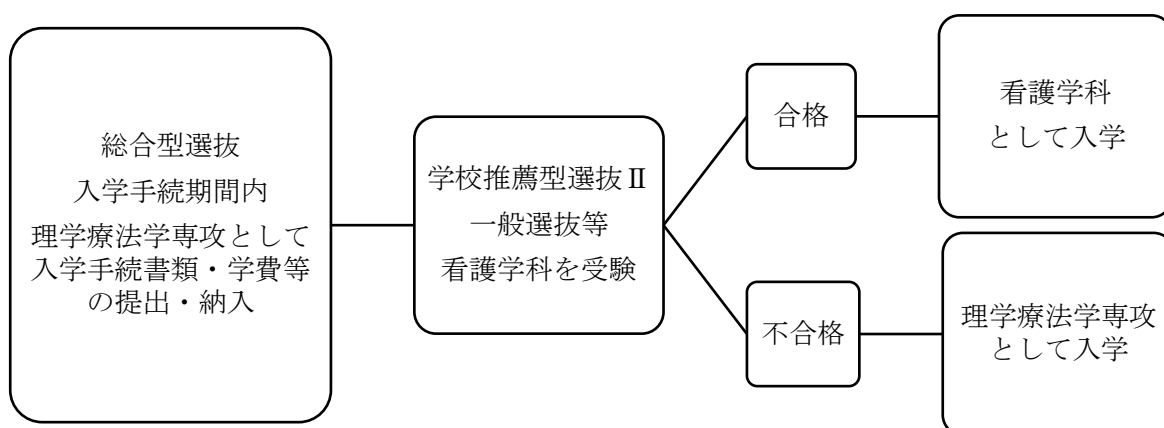 総合型選抜
入学手続期間内
理学療法学専攻として
入学手続書類・学費等
の提出・納入
学校推薦型選抜Ⅱ
一般選抜等
看護学科を受験
合格
看護学科
として入学
不合格
理学療法学専攻
として入学